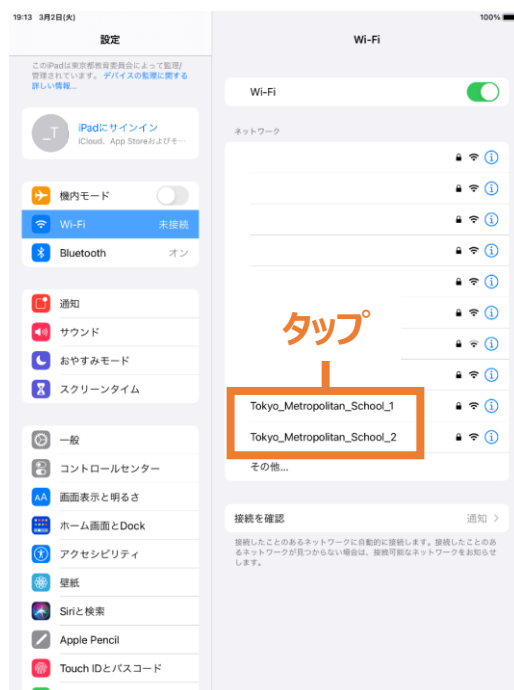 19:13 3月2日(火)
100%
設定
Wi-Fi
このiPadは東京都教育委員会によって監理/
管理されています。デバイスの監理に関する
詳しい情報...
_T
iPadにサインイン
iCloud、App Storeおよびそ…
機内モード
Wi-Fi 未接続
Bluetooth オン
通知
サウンド
おやすみモード
スクリーンタイム
一般
コントロールセンター
AA 画面表示と明るさ
ホーム画面とDock
アクセシビリティ
壁紙
Siriと検索
Apple Pencil
Touch IDとパスコード
Wi-Fi
ネットワーク
タップ
Tokyo_Metropolitan_School_1
Tokyo_Metropolitan_School_2
その他...
接続を確認 通知
接続したことのあるネットワークに自動的に接続します。接続したことのあ
るネットワークが見つからない場合は、接続可能なネットワークをお知らせ
します。